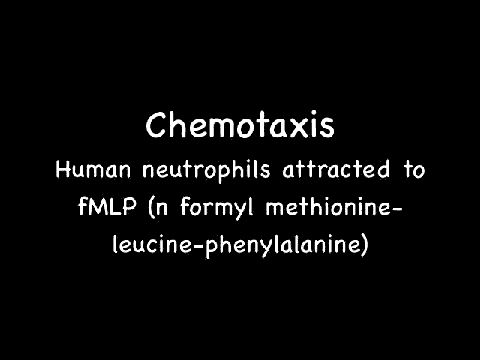 Chemotaxis
Human neutrophils attracted to
fMLP (n formyl methionine-
leucine-phenylalanine)